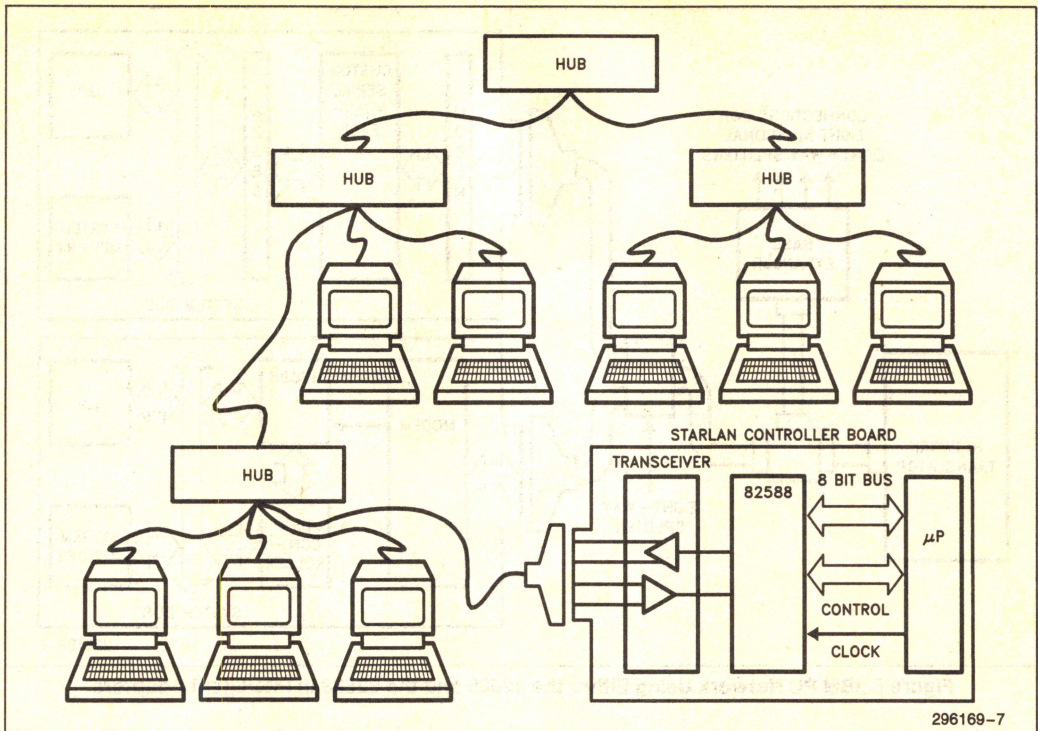 HUB
HUB
HUB
STARLAN CONTROLLER BOARD
TRANSCEIVER
HUB
82588
8 BIT BUS
μP
CONTROL
CLOCK
296169-7